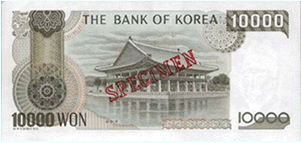 THE BANK OF KOREA 10000
SPECIMEN
10000 WON 10000